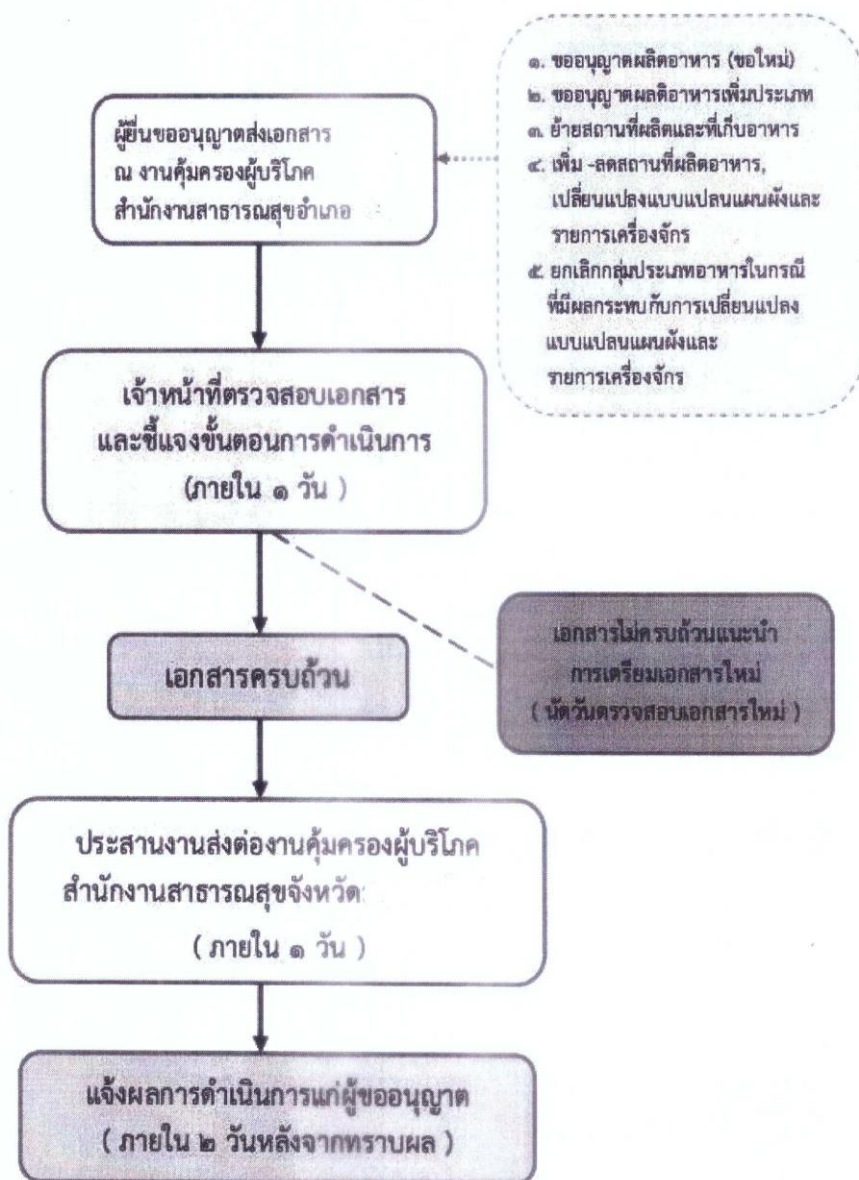 ผู้ยื่นขออนุญาตส่งเอกสาร
ณ งานคุ้มครองผู้บริโภค
สำนักงานสาธารณสุขอำเภอ
๑. ขออนุญาตผลิตอาหาร (ขอใหม่)
๒. ขออนุญาตผลติอาหารเพิ่มประเภท
๓. ย้ายสถานที่ผลิตและที่เก็บอาหาร
๔. เพิ่ม -ลดสถานที่ผลิตอาหาร,
เปลี่ยนแปลงแบบแปลนแผนผังและ
รายการเครื่องจักร
๕. ยกเลิกกลุ่มประเภทอาหารในกรณี
ที่มีผลกระทบกับการเปลี่ยนแปลง
แบบแปลนแผนผังและ
รายการเครื่องจักร
เจ้าหน้าที่ตรวจสอบเอกสาร
และชี้แจงขั้นตอนการดำเนินการ
(ภายใน ๑ วัน )
เอกสารครบถ้วน
เอกสารไม่ครบถ้วนแนะนำ
การเตรียมเอกสารใหม่
( นัดวันตรวจสอบเอกสารใหม่ )
ประสานงานส่งต่องานคุ้มครองผู้บริโภค
สำนักงานสาธารณสุขจังหวัด
( ภายใน ๑ วัน )
แจ้งผลการดำเนินการแก่ผู้ขออนุญาต
( ภายใน ๒ วันหลังจากทราบผล )